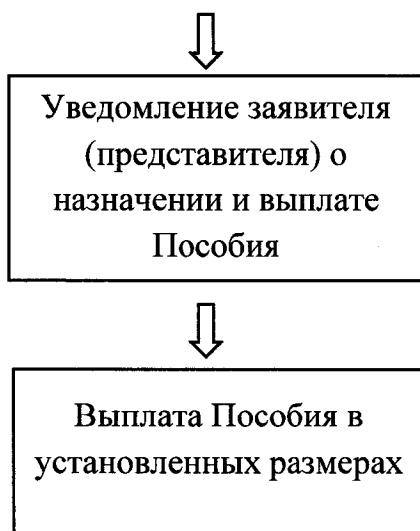 Уведомление заявителя
(представителя) о
назначении и выплате
Пособия
Выплата Пособия в
установленных размерах